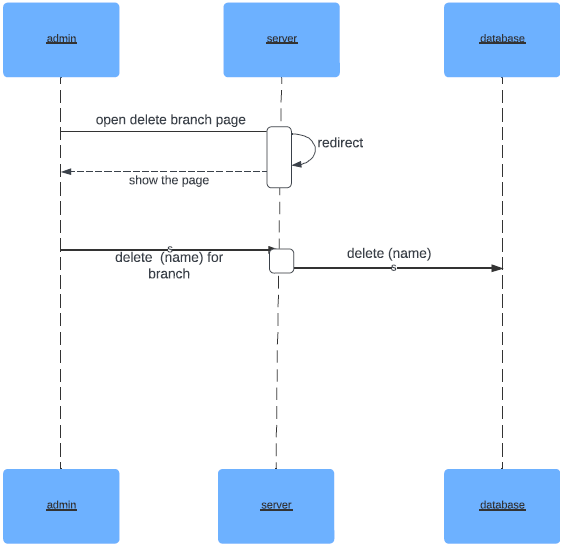 admin
server
database
open delete branch page
redirect
show the page
s
delete (name) for
branch
delete (name)
s
admin
server
database